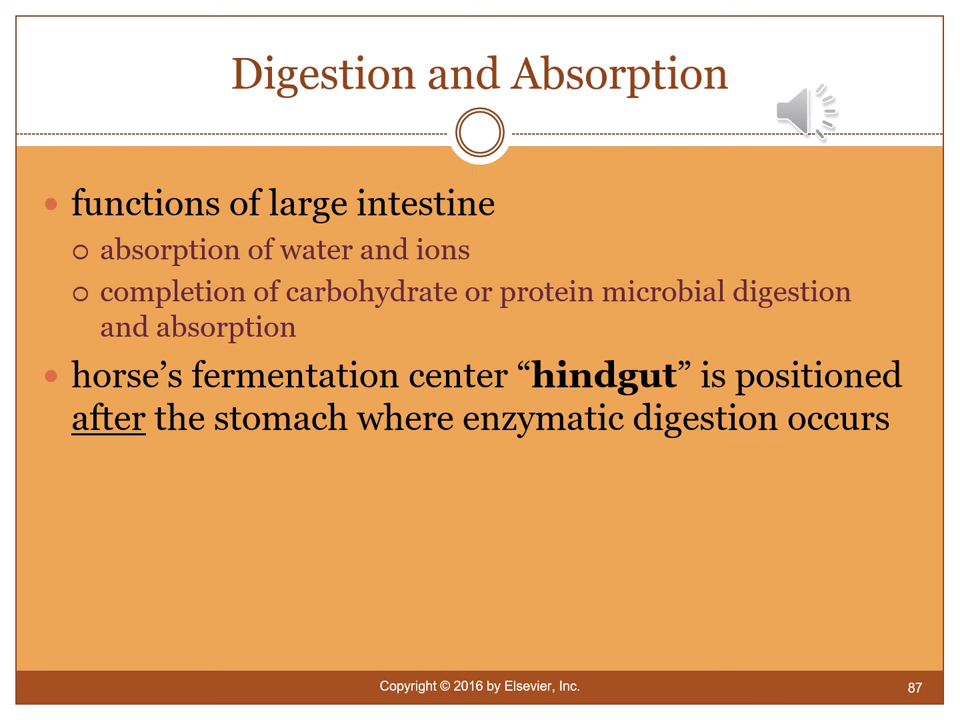 Digestion and Absorption
functions of large intestine
absorption of water and ions
completion of carbohydrate or protein microbial digestion
and absorption
horse’s fermentation center “hindgut” is positioned
after the stomach where enzymatic digestion occurs
Copyright © 2016 by Elsevier, Inc.
87